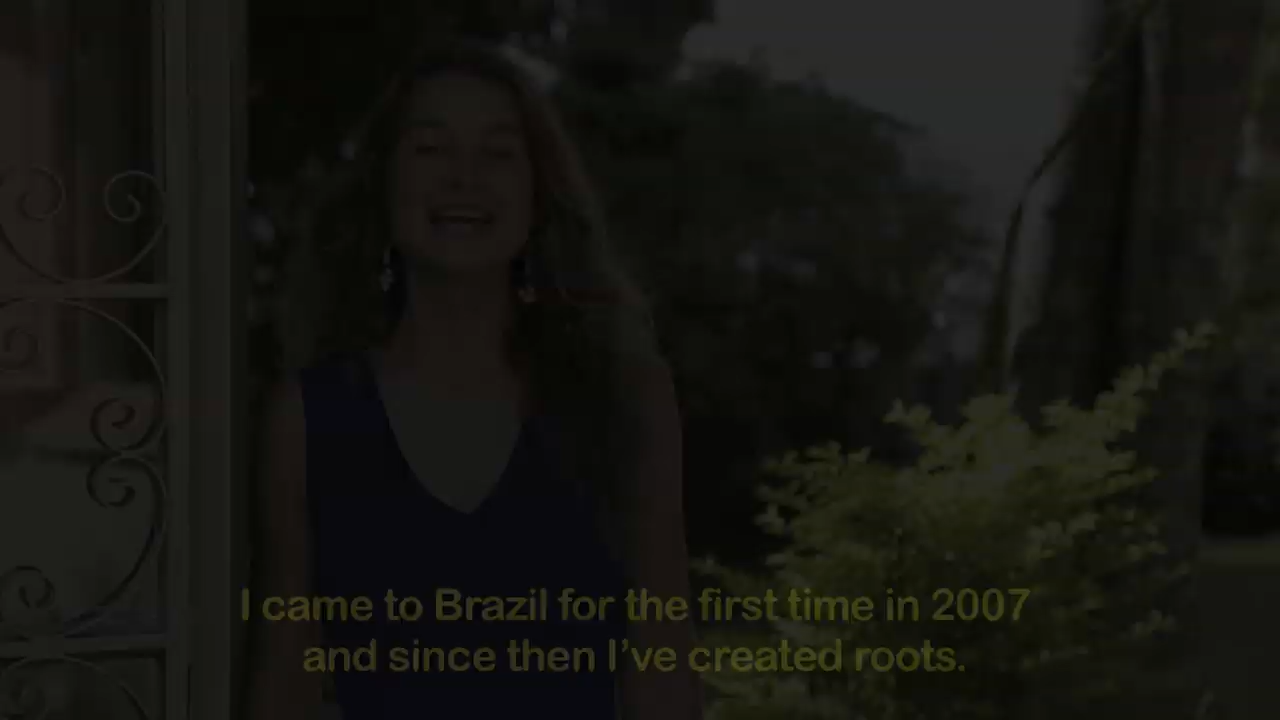 I came to Brazil for the first time in 2007
and since then I've created roots.